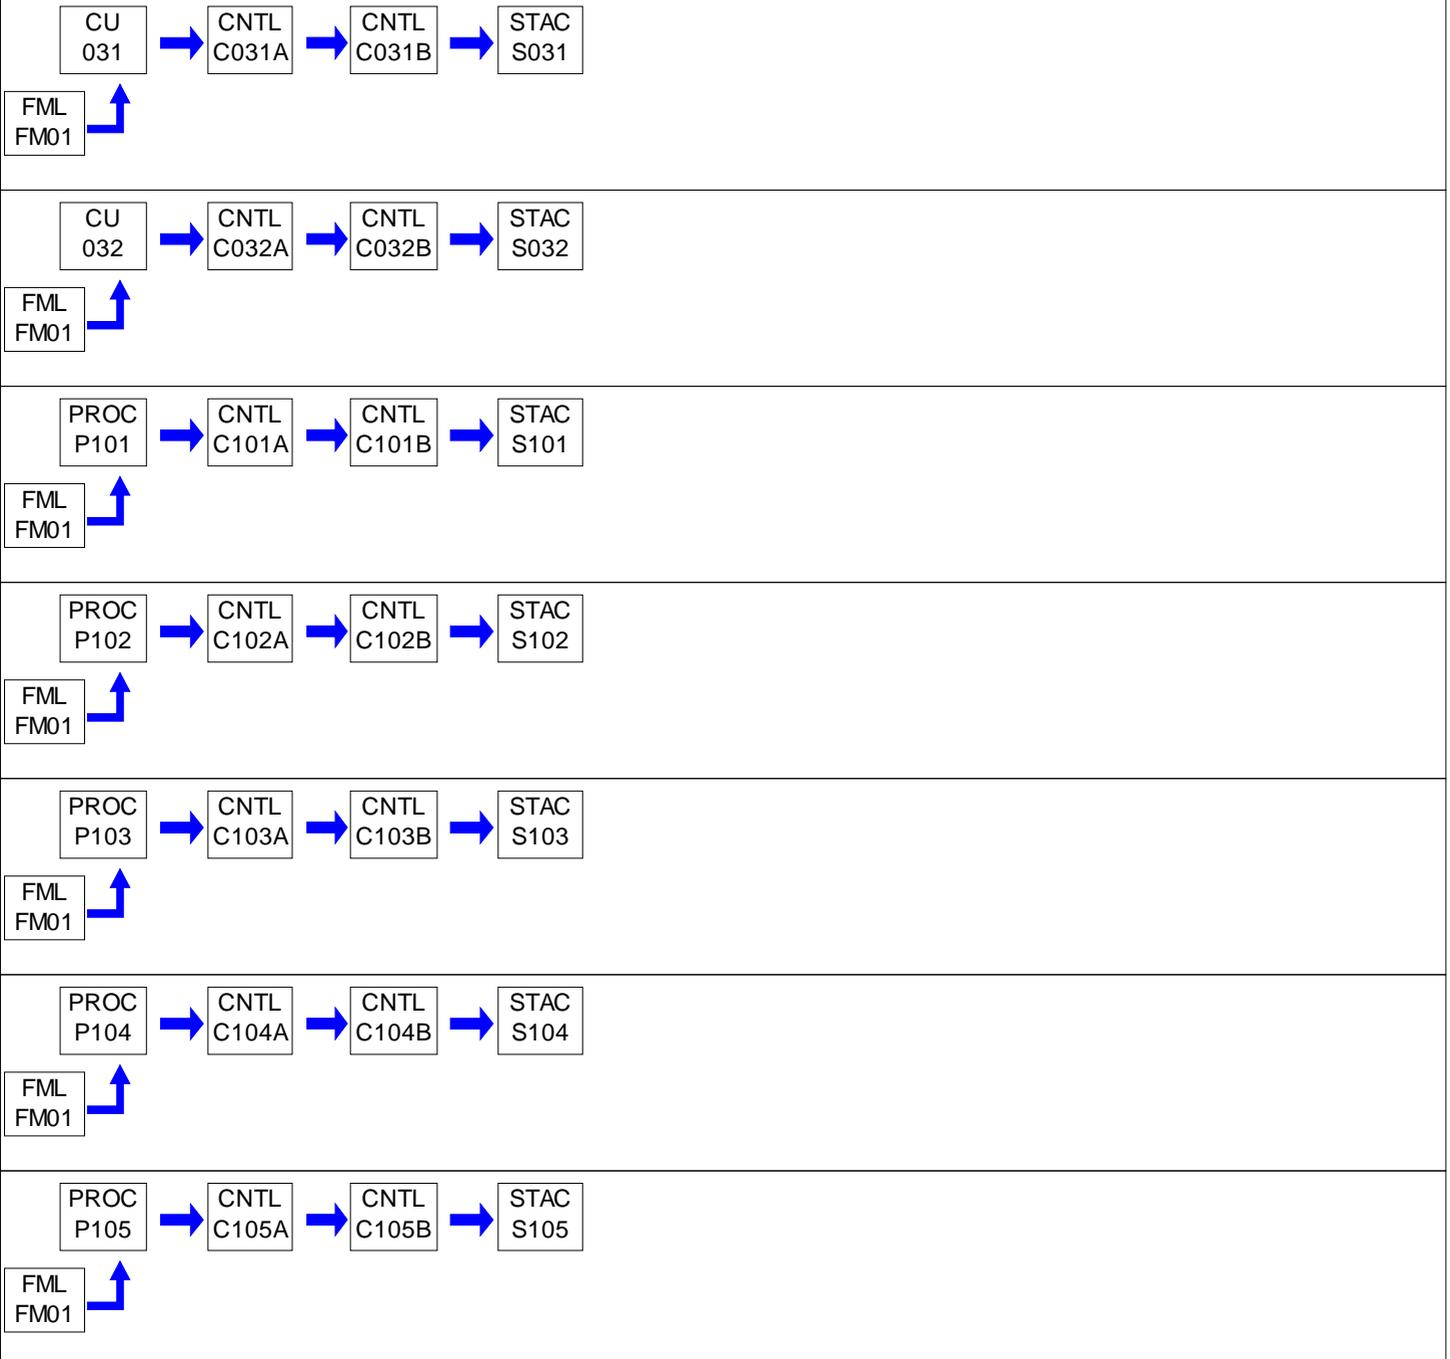 CU
031
CNTL
C031A
CNTL
C031B
STAC
S031
FML
FM01
CU
032
CNTL
C032A
CNTL
C032B
STAC
S032
FML
FM01
PROC
P101
CNTL
C101A
CNTL
C101B
STAC
S101
FML
FM01
PROC
P102
CNTL
C102A
CNTL
C102B
STAC
S102
FML
FM01
PROC
P103
CNTL
C103A
CNTL
C103B
STAC
S103
FML
FM01
PROC
P104
CNTL
C104A
CNTL
C104B
STAC
S104
FML
FM01
PROC
P105
CNTL
C105A
CNTL
C105B
STAC
S105
FML
FM01